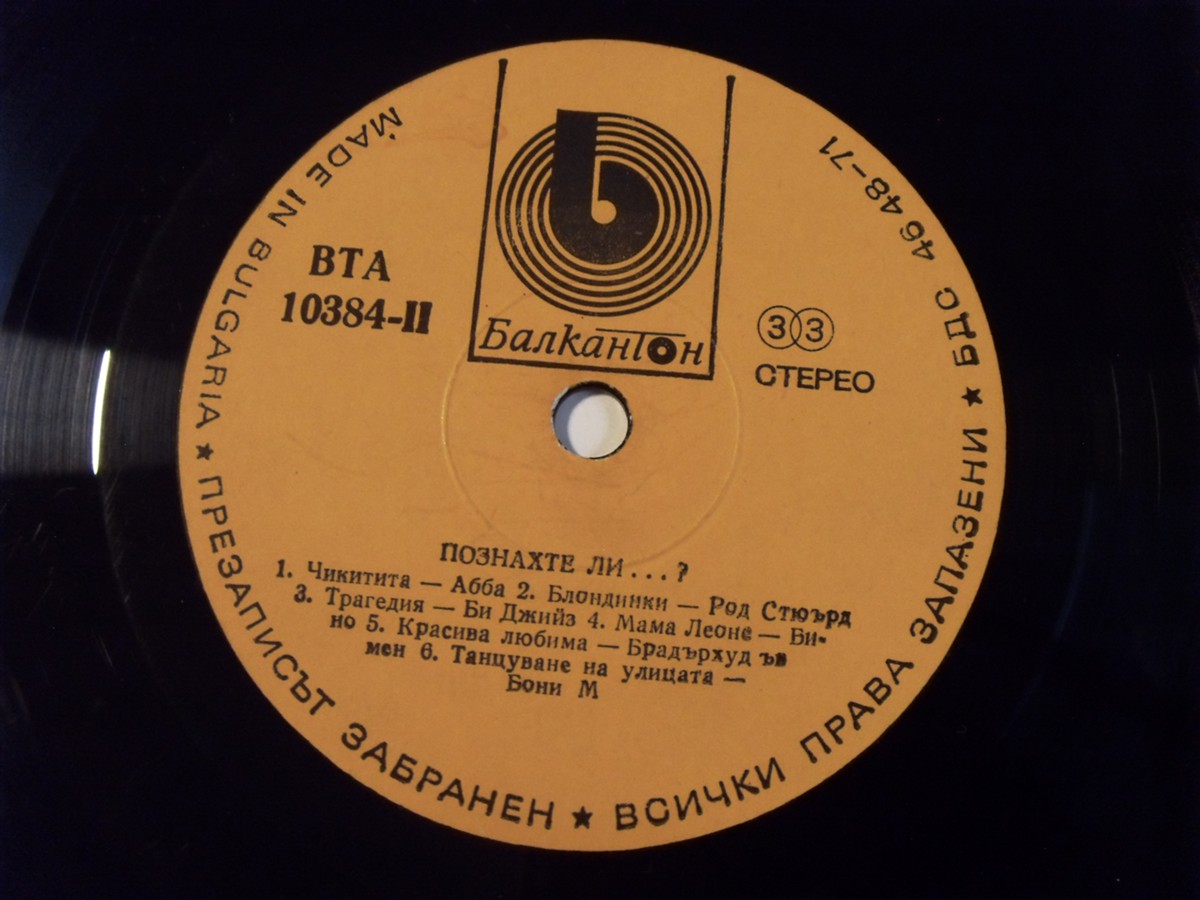 Балкантон
ВТА
10384-II
33
СТЕРЕО
ПОЗНАХТЕ ЛИ...?
1. Чикитита — Абба 2. Блондинки — Род Стюърд
3. Трагедия — Би Джийз 4. Мама Леоне — Би-
но 5. Красива любима — Брадърхуд ъв
мен 6. Танцуване на улицата —
Бони М
MADE IN BULGARIA ★ ПРЕЗАПИСЪТ ЗАБРАНЕН ★ ВСИЧКИ ПРАВА ЗАПАЗЕНИ ★ БДС 4648-71